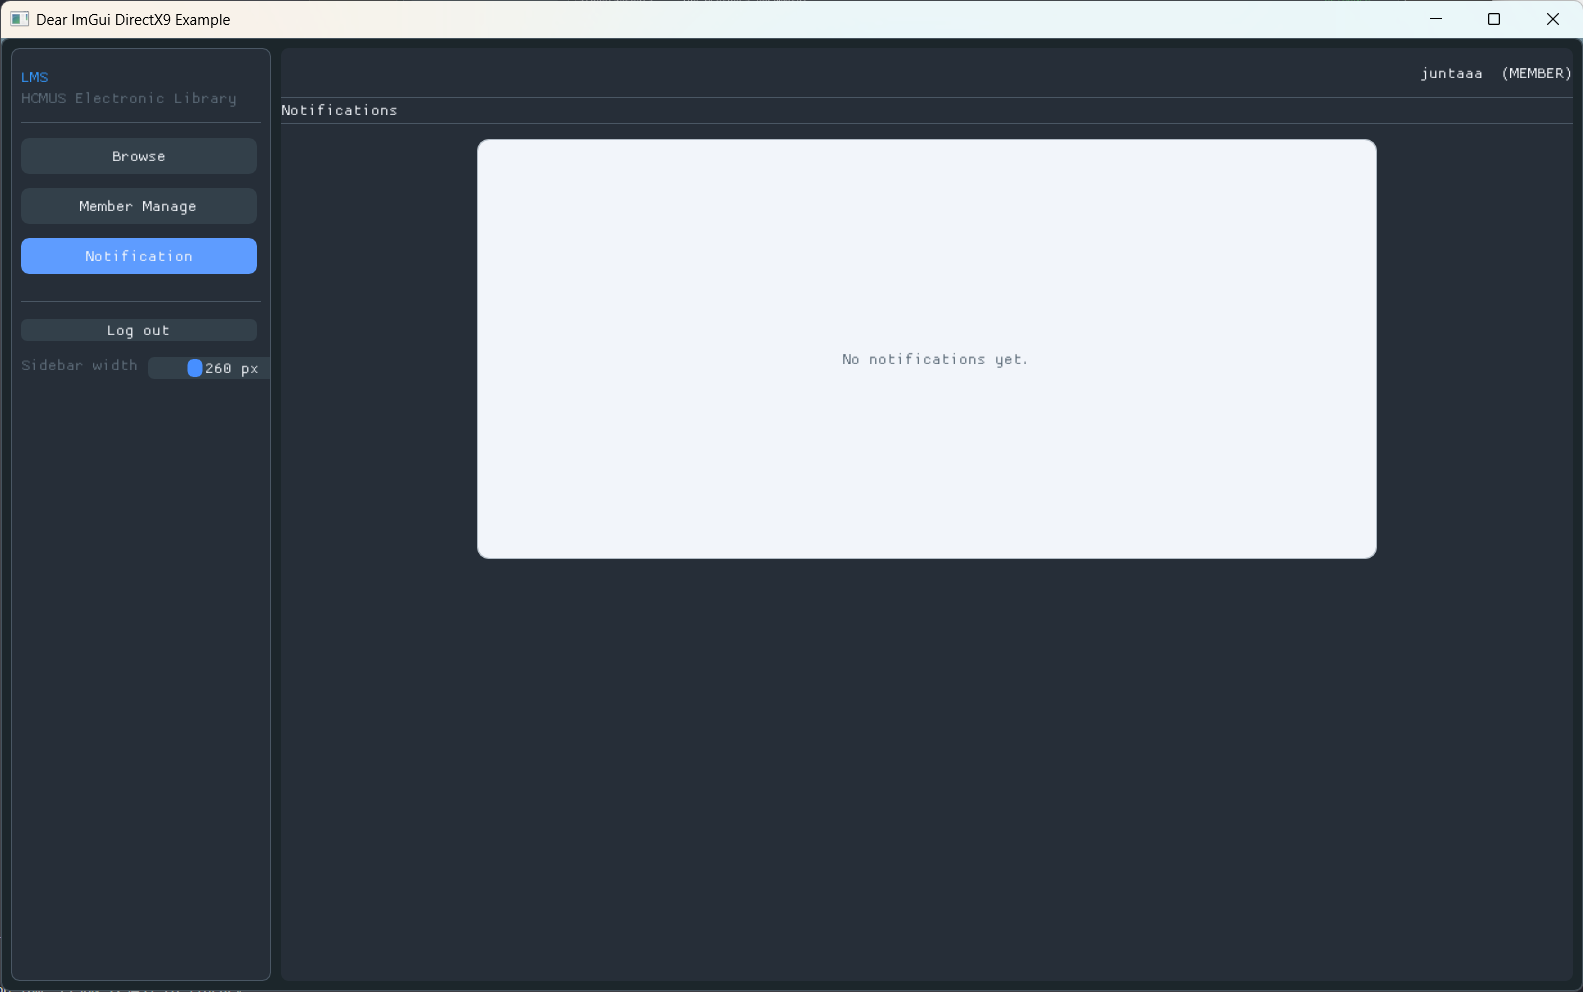 Dear ImGui DirectX9 Example
LMS
HCMUS Electronic Library
Browse
Member Manage
Notification
Log out
Sidebar width 260 px
juntaaa (MEMBER)
Notifications
No notifications yet.